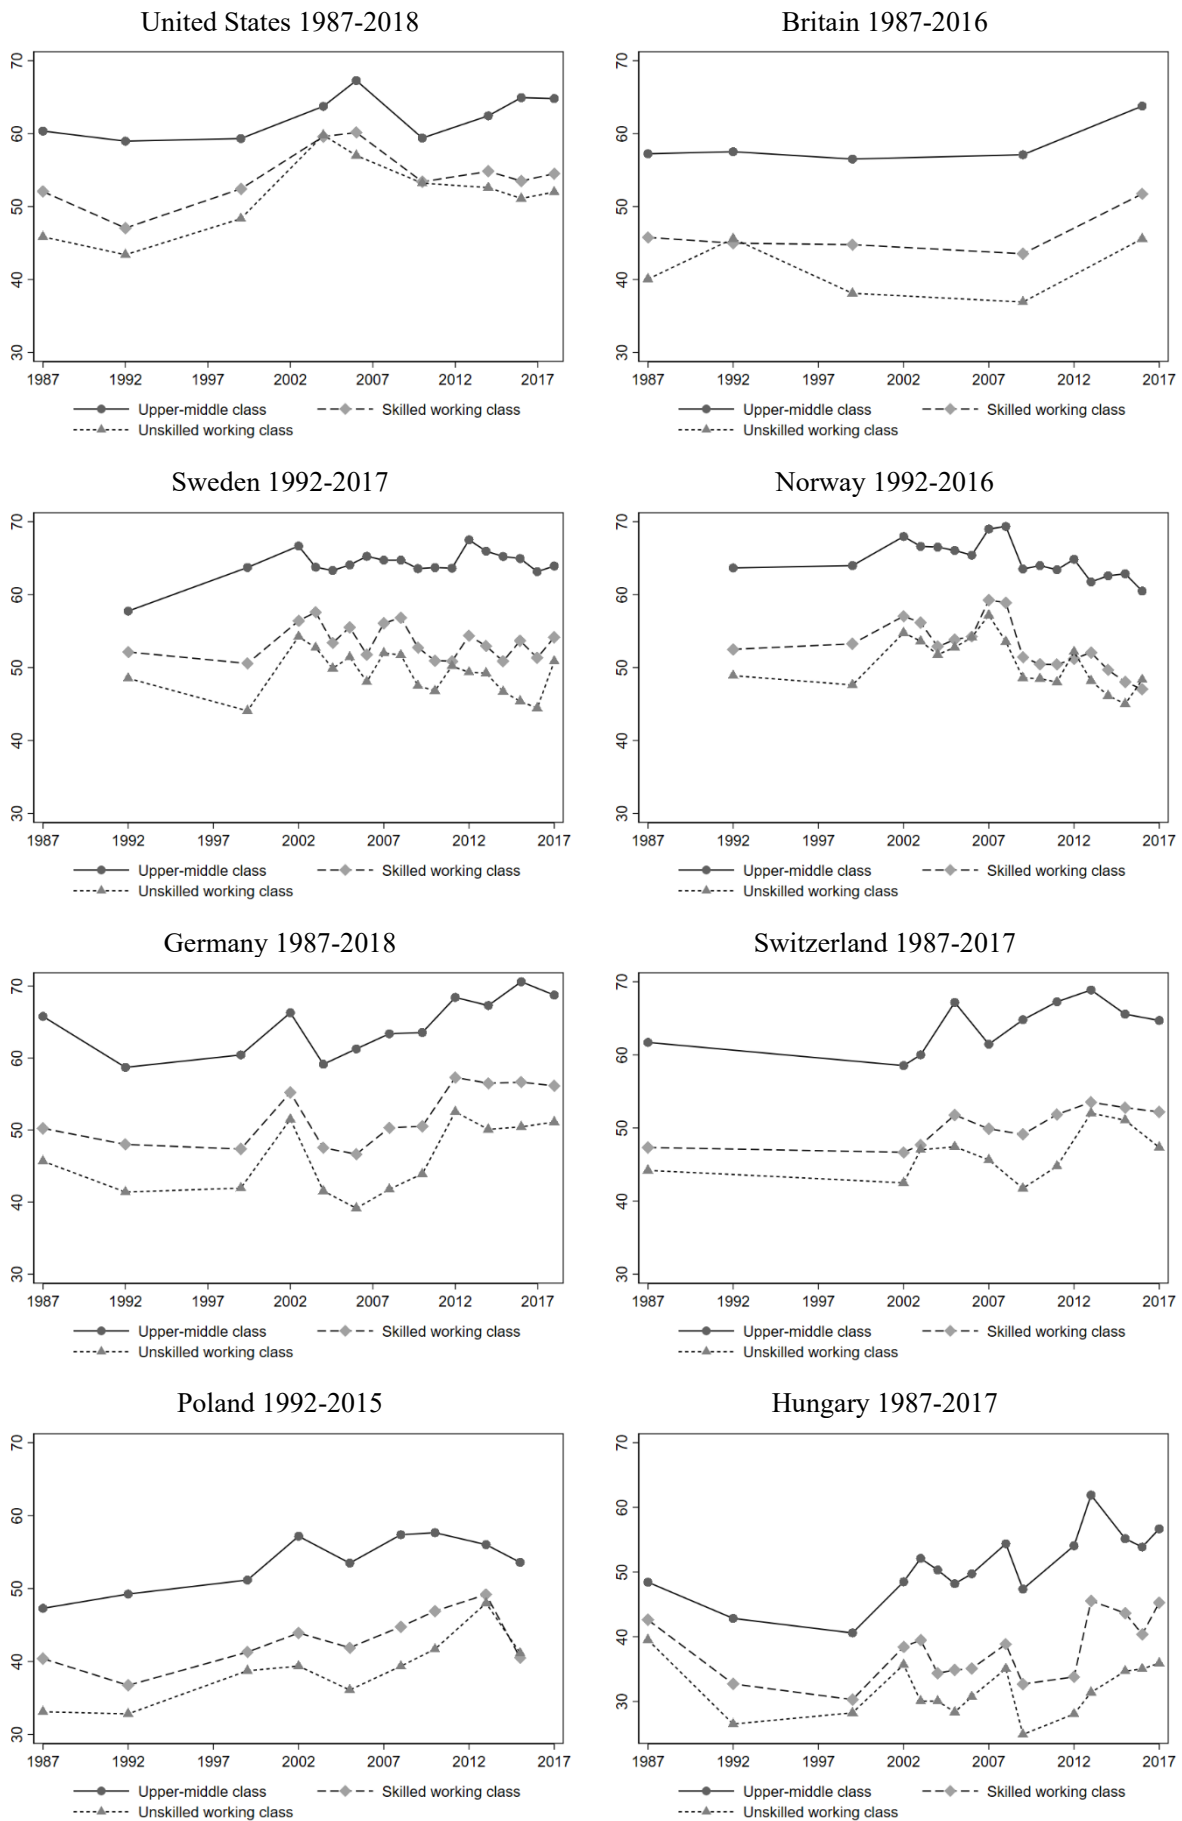 United States 1987-2018
70
60
50
40
30
1987 1992 1997 2002 2007 2012 2017
Upper-middle class Skilled working class
Unskilled working class
Britain 1987-2016
70
60
50
40
30
1987 1992 1997 2002 2007 2012 2017
Upper-middle class Skilled working class
Unskilled working class
Sweden 1992-2017
70
60
50
40
30
1987 1992 1997 2002 2007 2012 2017
Upper-middle class Skilled working class
Unskilled working class
Norway 1992-2016
70
60
50
40
30
1987 1992 1997 2002 2007 2012 2017
Upper-middle class Skilled working class
Unskilled working class
Germany 1987-2018
70
60
50
40
30
1987 1992 1997 2002 2007 2012 2017
Upper-middle class Skilled working class
Unskilled working class
Switzerland 1987-2017
70
60
50
40
30
1987 1992 1997 2002 2007 2012 2017
Upper-middle class Skilled working class
Unskilled working class
Poland 1992-2015
70
60
50
40
30
1987 1992 1997 2002 2007 2012 2017
Upper-middle class Skilled working class
Unskilled working class
Hungary 1987-2017
70
60
50
40
30
1987 1992 1997 2002 2007 2012 2017
Upper-middle class Skilled working class
Unskilled working class